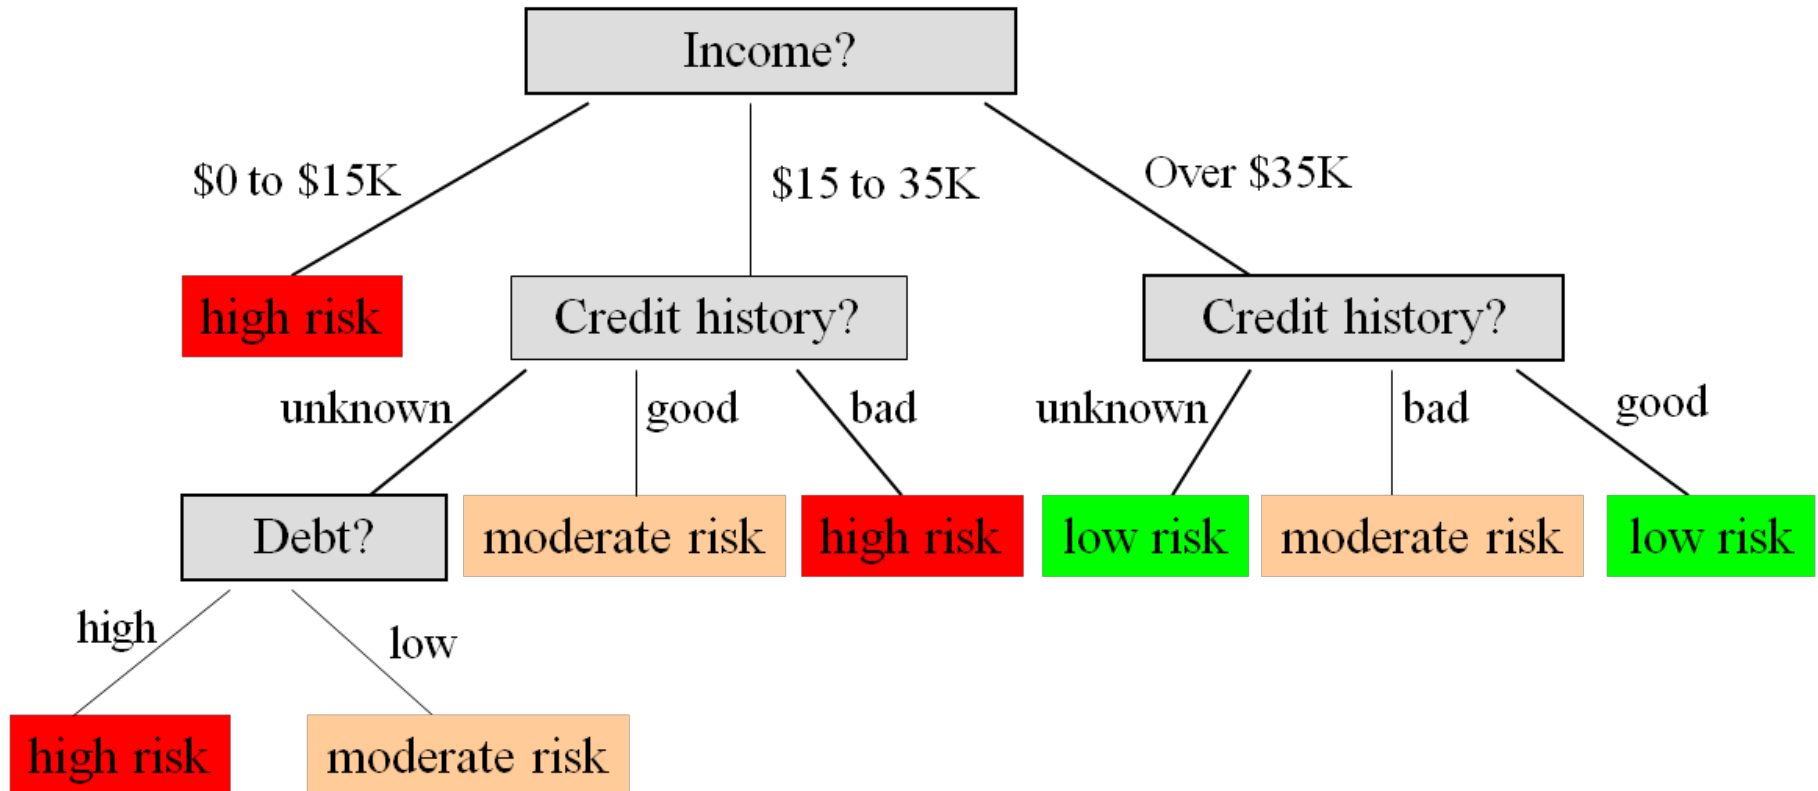 Income?
$0 to $15K
$15 to 35K
Over $35K
high risk
Credit history?
Credit history?
unknown
good
bad
unknown
bad
good
Debt?
moderate risk
high risk
low risk
moderate risk
low risk
high
low
high risk
moderate risk